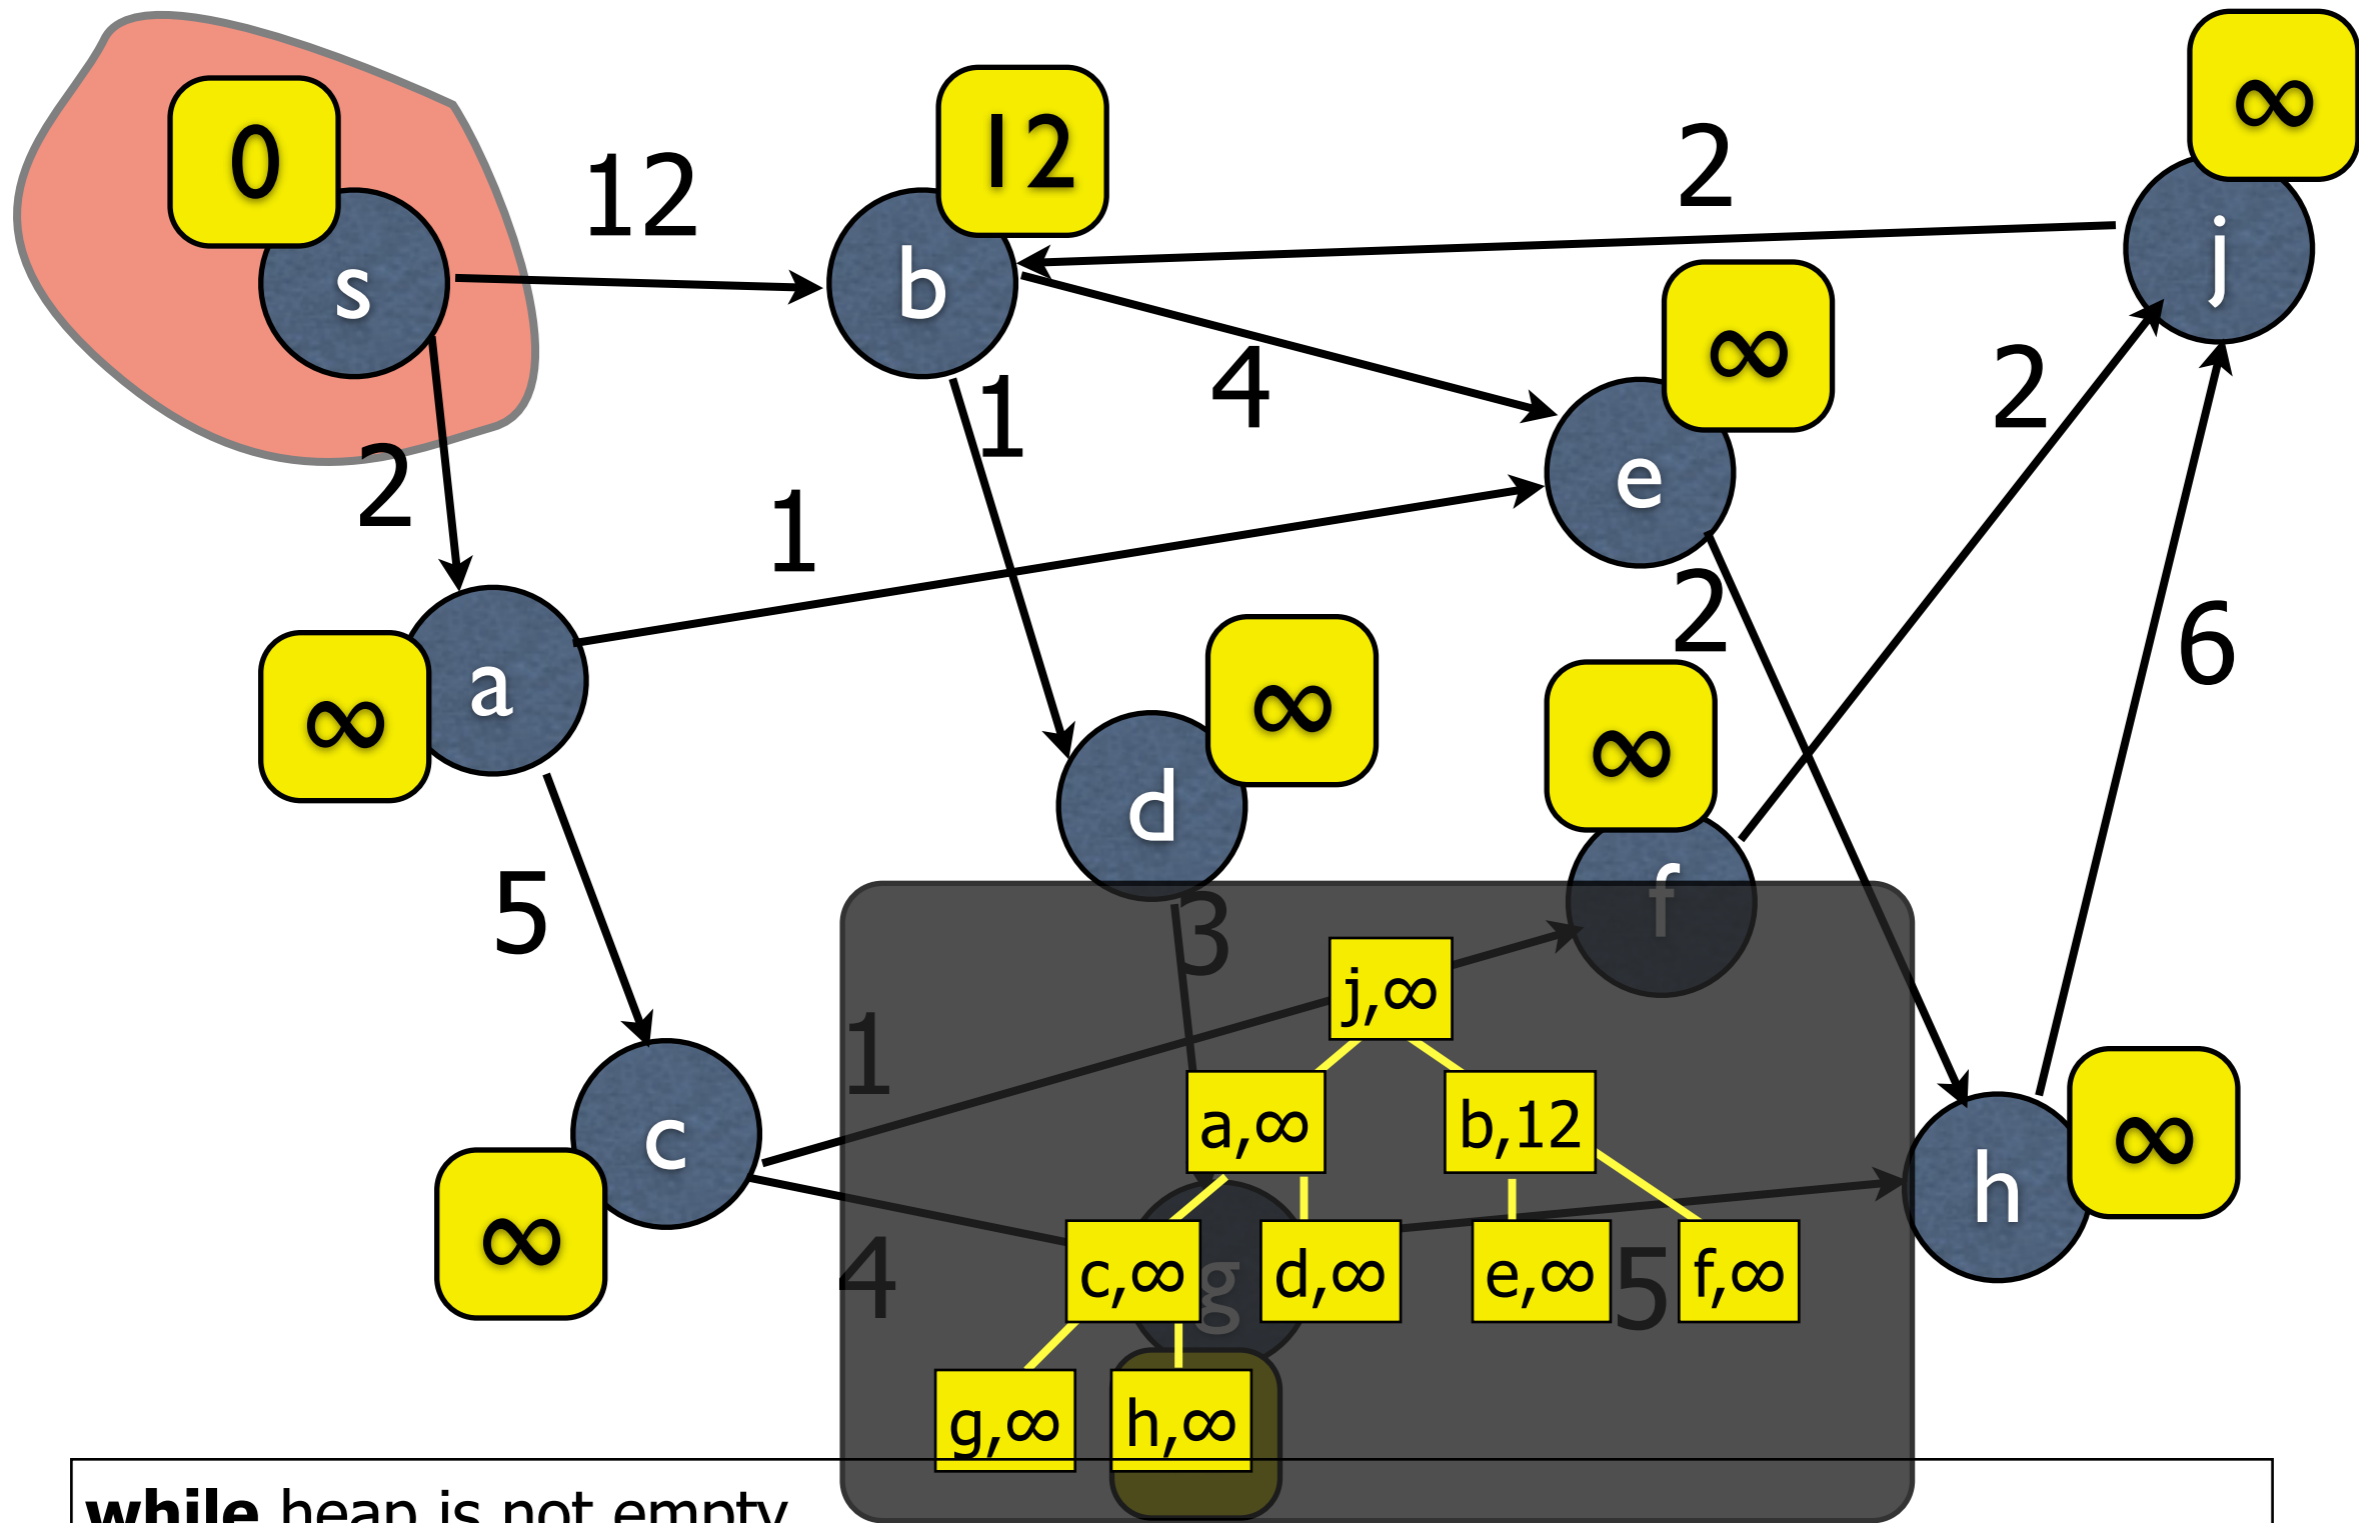 ∞
12
0
12
2
j
b
s
∞
4
2
1
e
2
1
2
6
∞
a
∞
∞
d
f
5
3
j,∞
1
a,∞
b,12
c
h
∞
∞
4
c,∞
g
d,∞
e,∞
5
f,∞
g,∞
h,∞
while heap is not empty